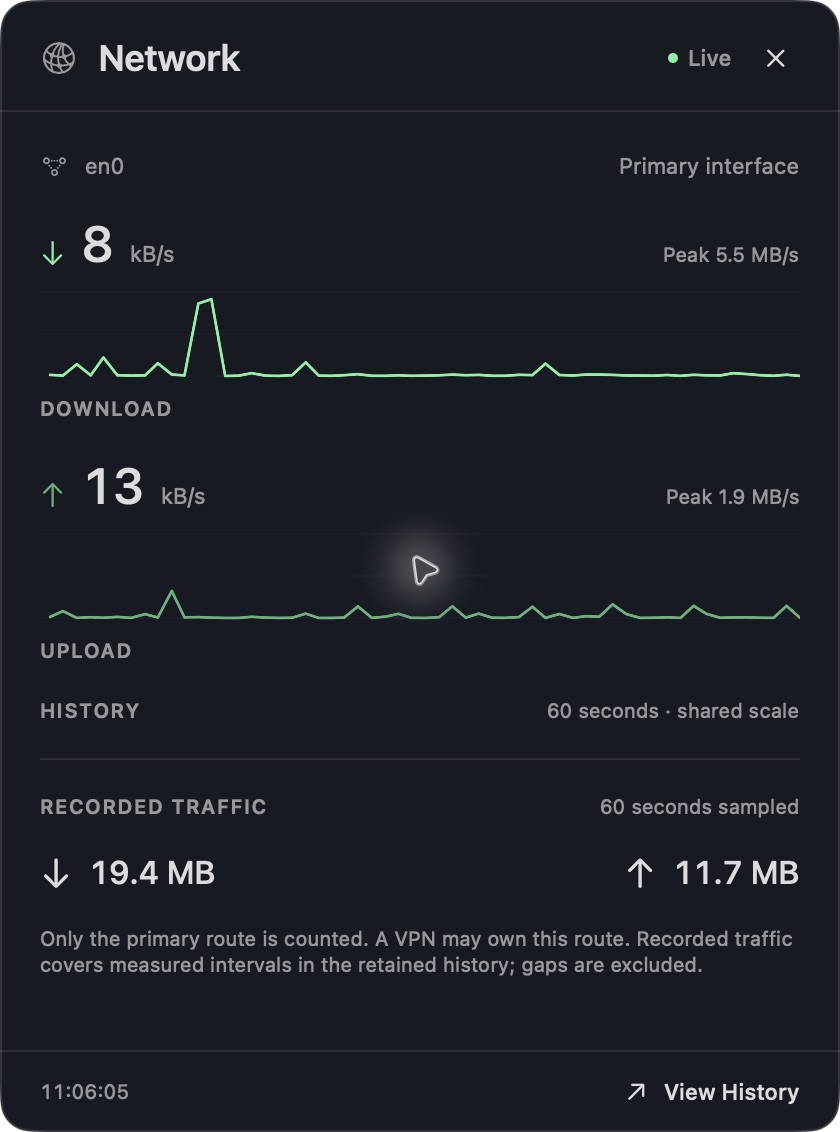 Network
Live
en0
Primary interface
8 kB/s
Peak 5.5 MB/s
DOWNLOAD
13 kB/s
Peak 1.9 MB/s
UPLOAD
HISTORY
60 seconds · shared scale
RECORDED TRAFFIC
60 seconds sampled
19.4 MB
11.7 MB
Only the primary route is counted. A VPN may own this route. Recorded traffic
covers measured intervals in the retained history; gaps are excluded.
11:06:05
View History